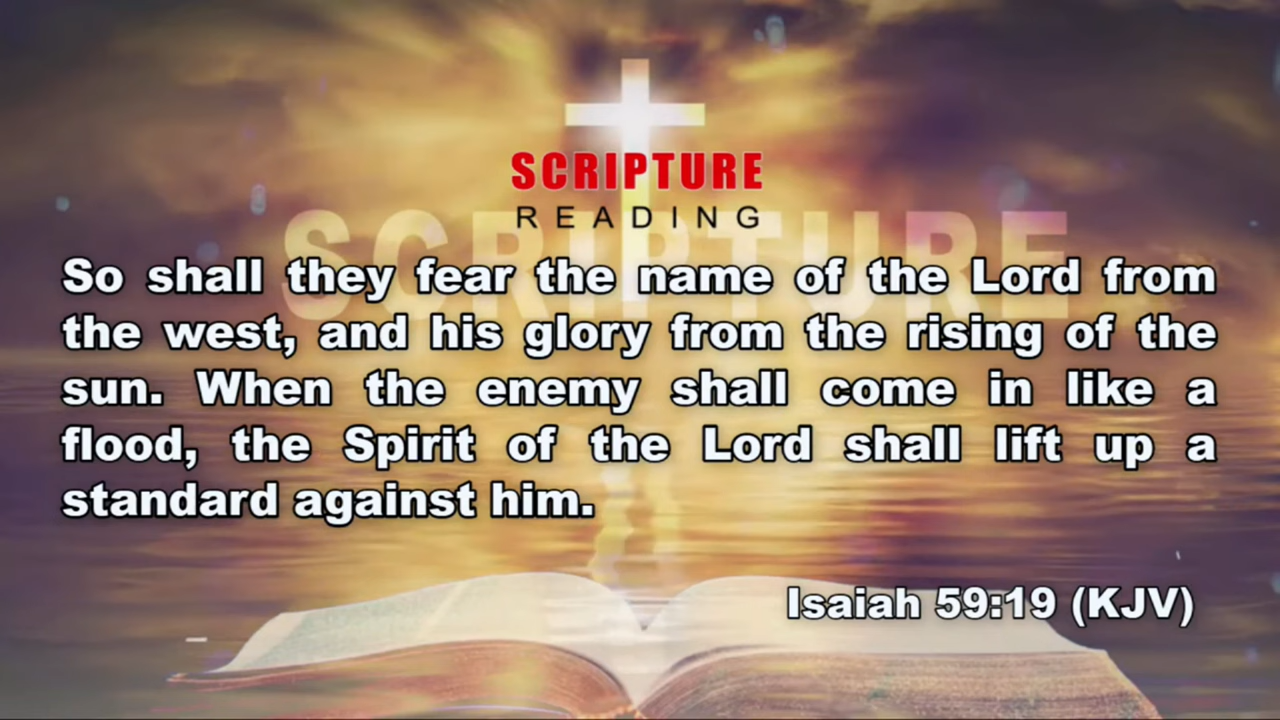 SCRIPTURE
READING
SCRIPTURE
So shall they fear the name of the Lord from
the west, and his glory from the rising of the
sun. When the enemy shall come in like a
flood, the Spirit of the Lord shall lift up a
standard against him.
Isaiah 59:19 (KJV)